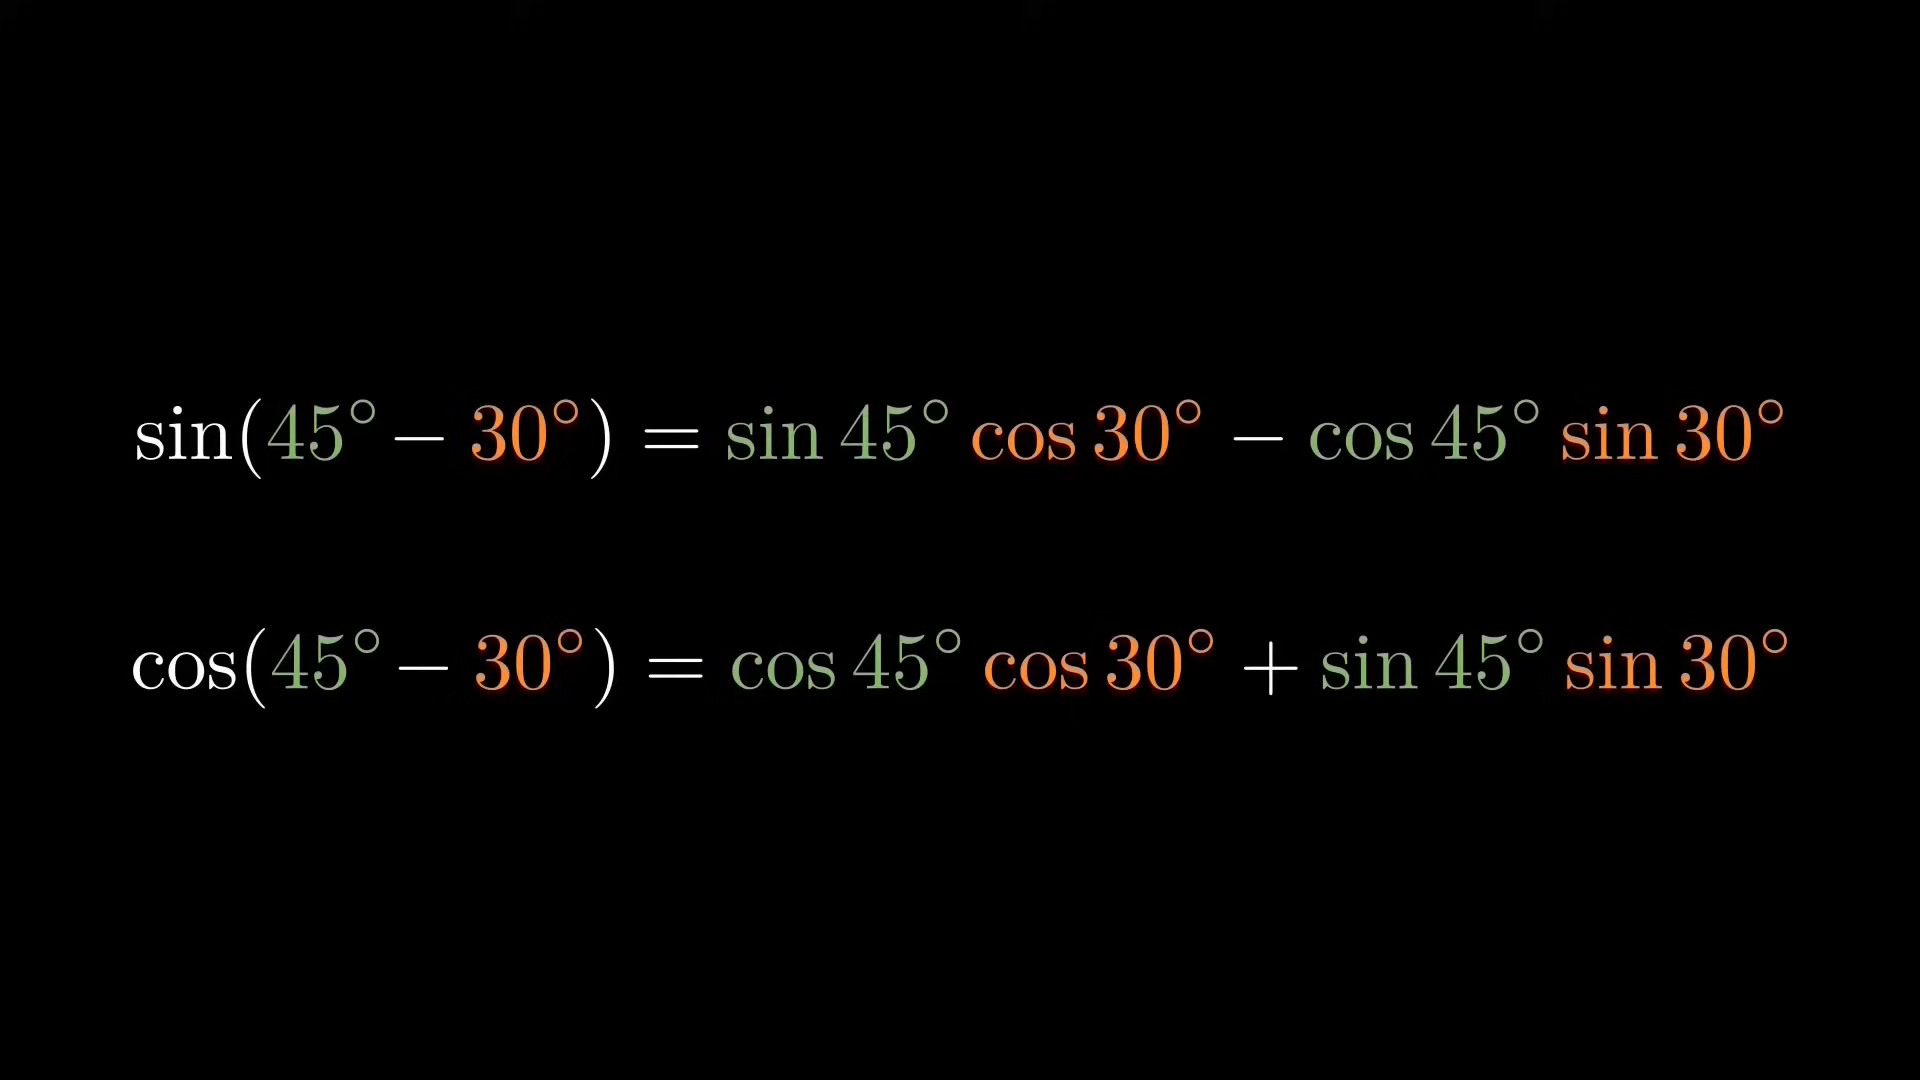 sin(45° − 30°) = sin 45° cos 30° − cos 45° sin 30°
cos(45° − 30°) = cos 45° cos 30° + sin 45° sin 30°